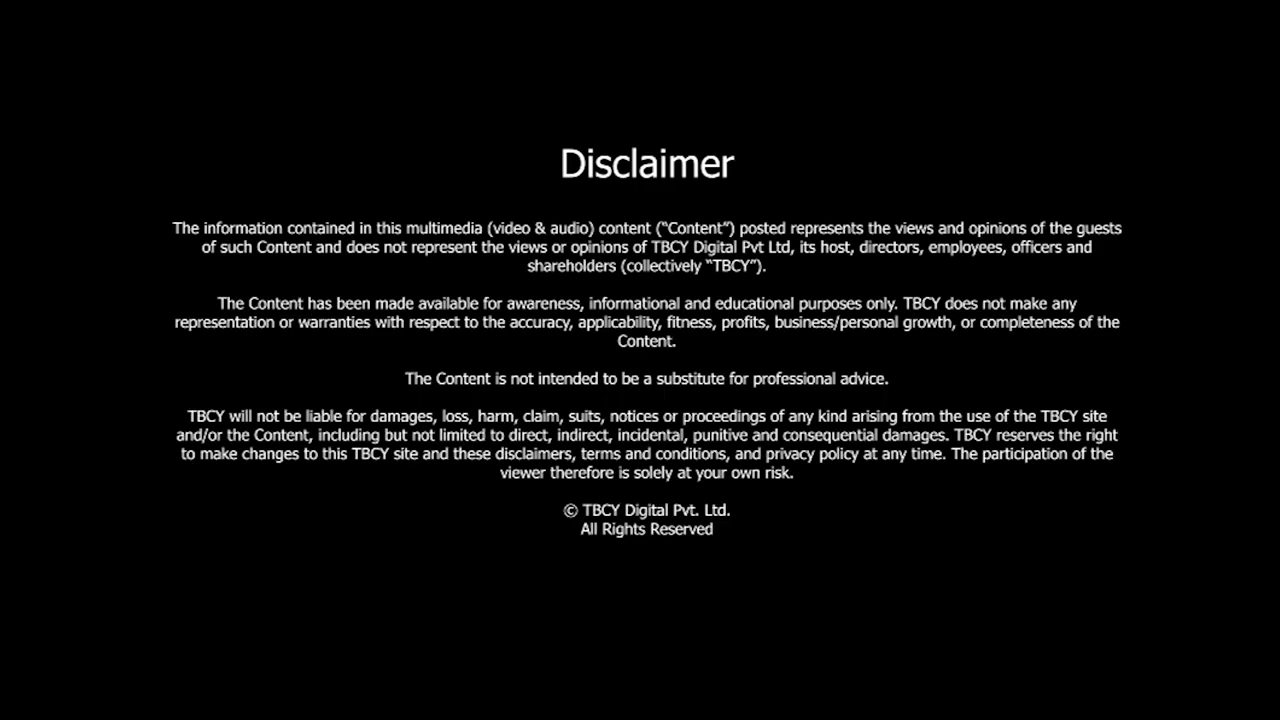 Disclaimer
The information contained in this multimedia (video & audio) content (“Content”) posted represents the views and opinions of the guests
of such Content and does not represent the views or opinions of TBCY Digital Pvt Ltd, its host, directors, employees, officers and
shareholders (collectively “TBCY”).
The Content has been made available for awareness, informational and educational purposes only. TBCY does not make any
representation or warranties with respect to the accuracy, applicability, fitness, profits, business/personal growth, or completeness of the
Content.
The Content is not intended to be a substitute for professional advice.
TBCY will not be liable for damages, loss, harm, claim, suits, notices or proceedings of any kind arising from the use of the TBCY site
and/or the Content, including but not limited to direct, indirect, incidental, punitive and consequential damages. TBCY reserves the right
to make changes to this TBCY site and these disclaimers, terms and conditions, and privacy policy at any time. The participation of the
viewer therefore is solely at your own risk.
© TBCY Digital Pvt. Ltd.
All Rights Reserved